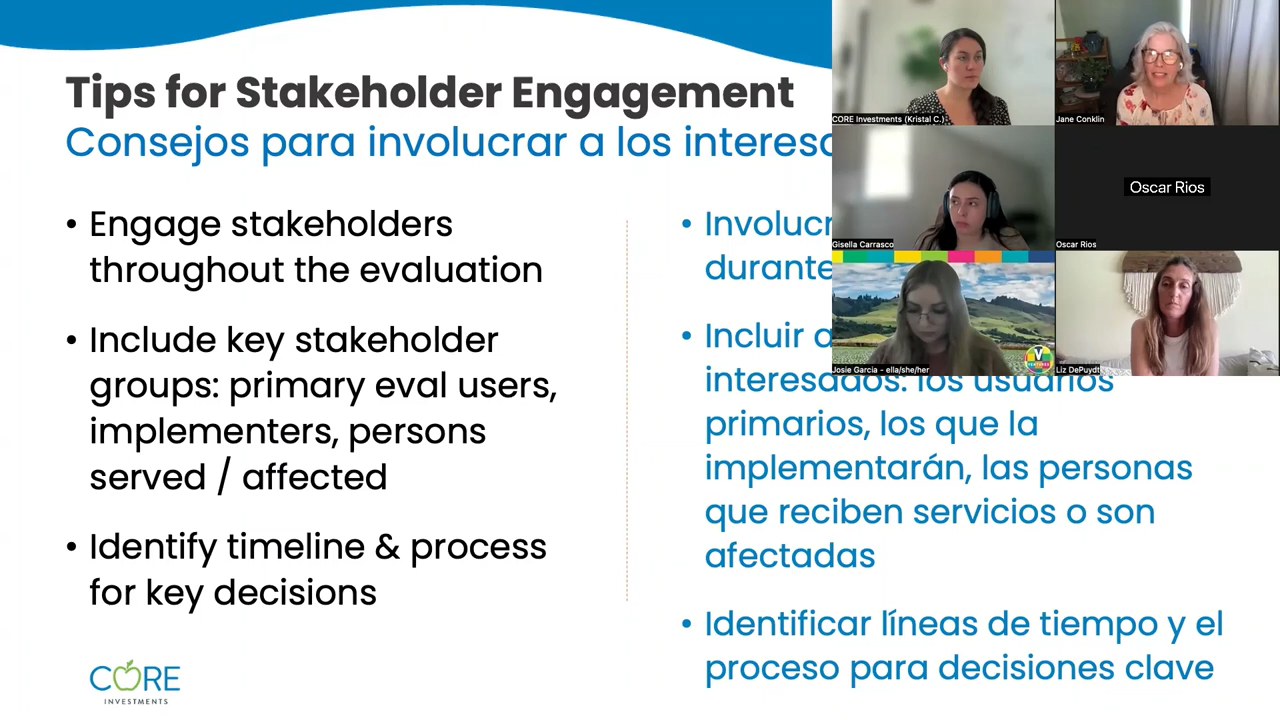 Tips for Stakeholder Engagement
Consejos para involucrar a los
• Engage stakeholders
throughout the evaluation
• Include key stakeholder
groups: primary eval users,
implementers, persons
served / affected
• Identify timeline & process
for key decisions
•
durante
• Incluir
interesados: los usuarios
primarios, los que la
implementarán, las personas
que reciben servicios o son
afectadas
• Identificar líneas de tiempo y el
proceso para decisiones clave
CORE
INVESTMENTS
CORE Investments (Kristal C.)
Jane Conklin
Gisella Carrasco
Oscar Rios
Oscar Rios
Josie Garcia - ella/she/her
Liz DePuydt